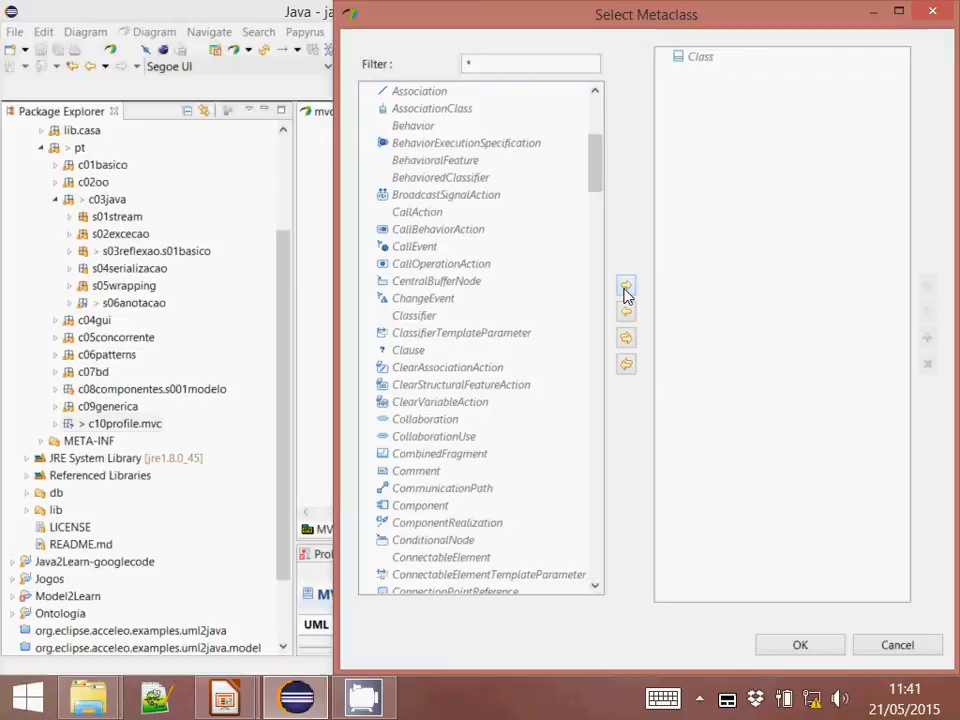 Java - ja
File Edit Diagram Diagram Navigate Search Papyrus
Segoe UI
Package Explorer
lib.casa
> pt
c01basico
c02oo
> c03java
s01stream
s02excecao
> s03reflexao.s01basico
s04serializacao
s05wrapping
> s06anotacao
c04gui
c05concorrente
c06patterns
c07bd
c08componentes.s001modelo
c09generica
> c10profile.mvc
META-INF
JRE System Library [jre1.8.0_45]
Referenced Libraries
db
lib
LICENSE
README.md
Java2Learn-googlecode
Jogos
Model2Learn
Ontologia
org.eclipse.acceleo.examples.uml2java
org.eclipse.acceleo.examples.uml2java.model
mvc
MV
Prob
MV
UML
Select Metaclass
Filter :
*
Association
AssociationClass
Behavior
BehaviorExecutionSpecification
BehavioralFeature
BehavioredClassifier
BroadcastSignalAction
CallAction
CallBehaviorAction
CallEvent
CallOperationAction
CentralBufferNode
ChangeEvent
Classifier
ClassifierTemplateParameter
Clause
ClearAssociationAction
ClearStructuralFeatureAction
ClearVariableAction
Collaboration
CollaborationUse
CombinedFragment
Comment
CommunicationPath
Component
ComponentRealization
ConditionalNode
ConnectableElement
ConnectableElementTemplateParameter
ConnectionPointReference
Class
OK
Cancel
11:41
21/05/2015